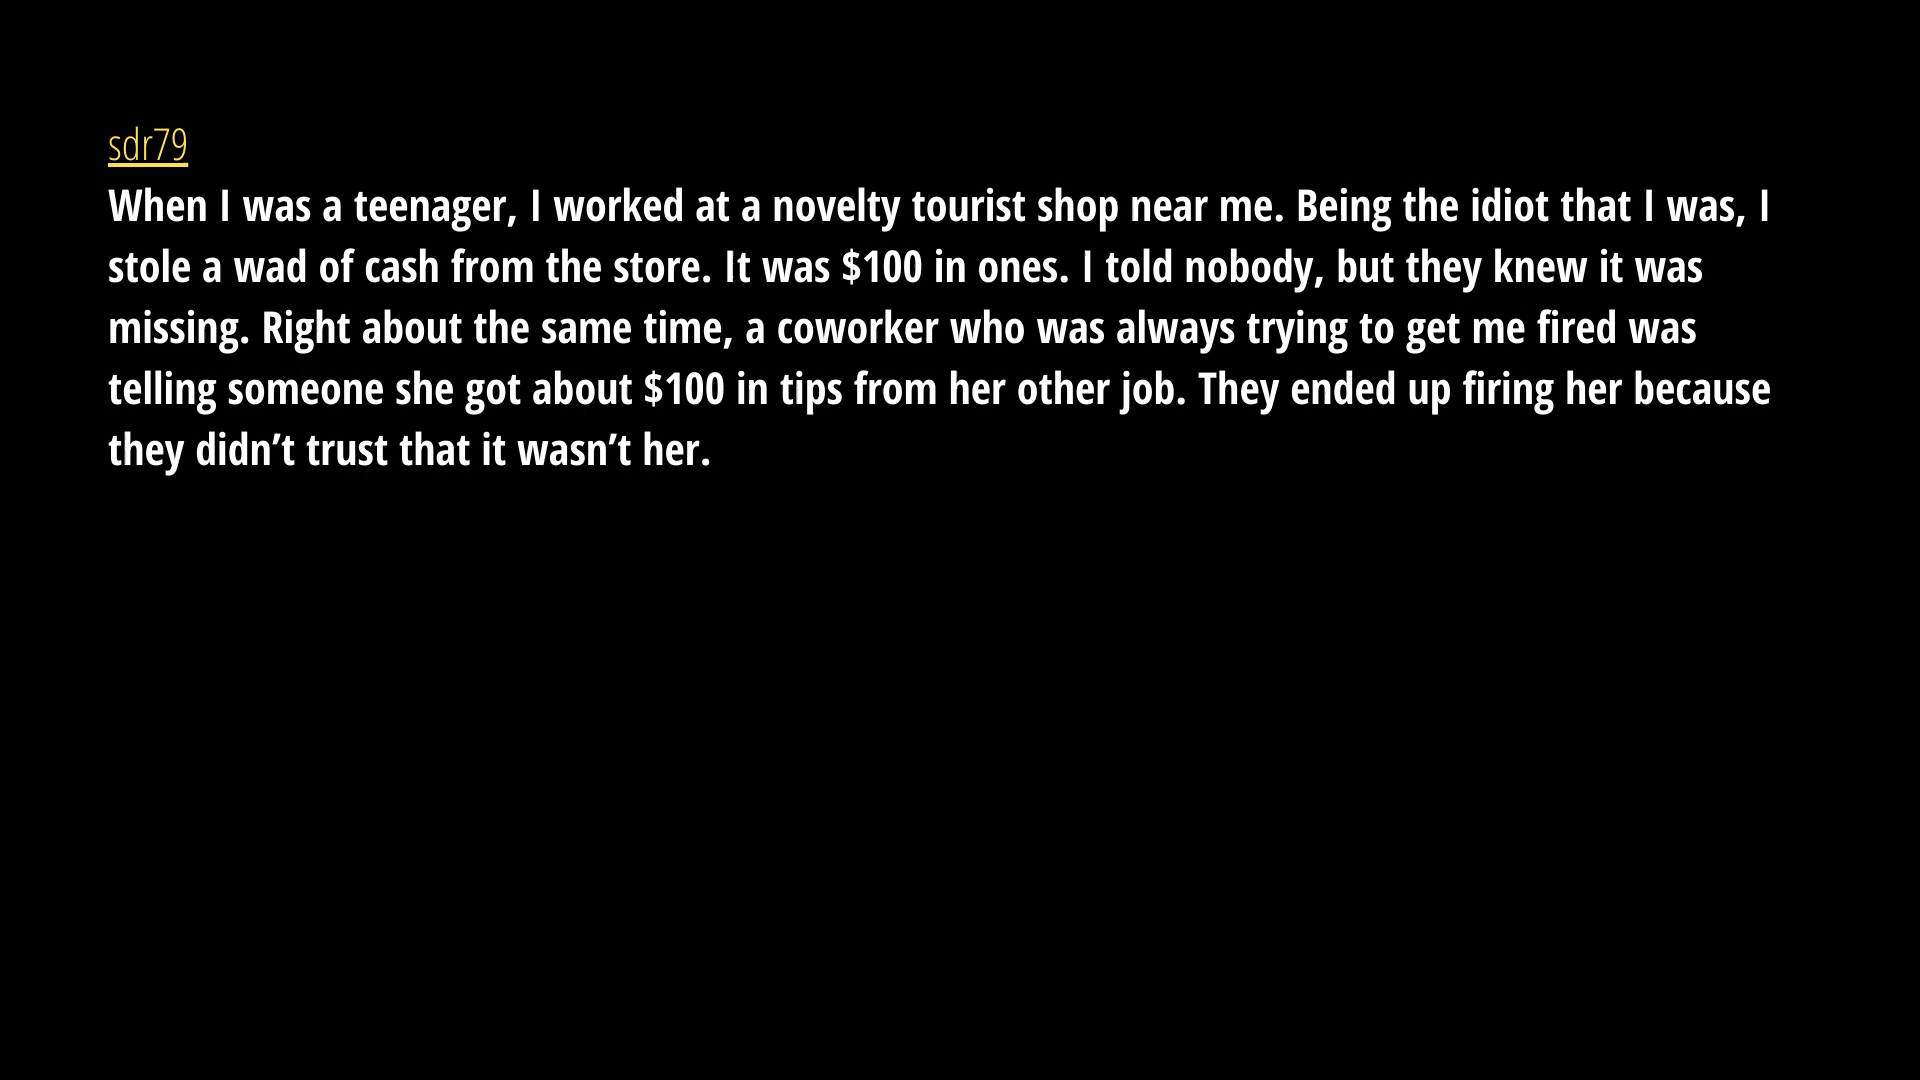 sdr79
When I was a teenager, I worked at a novelty tourist shop near me. Being the idiot that I was, I
stole a wad of cash from the store. It was $100 in ones. I told nobody, but they knew it was
missing. Right about the same time, a coworker who was always trying to get me fired was
telling someone she got about $100 in tips from her other job. They ended up firing her because
they didn’t trust that it wasn’t her.